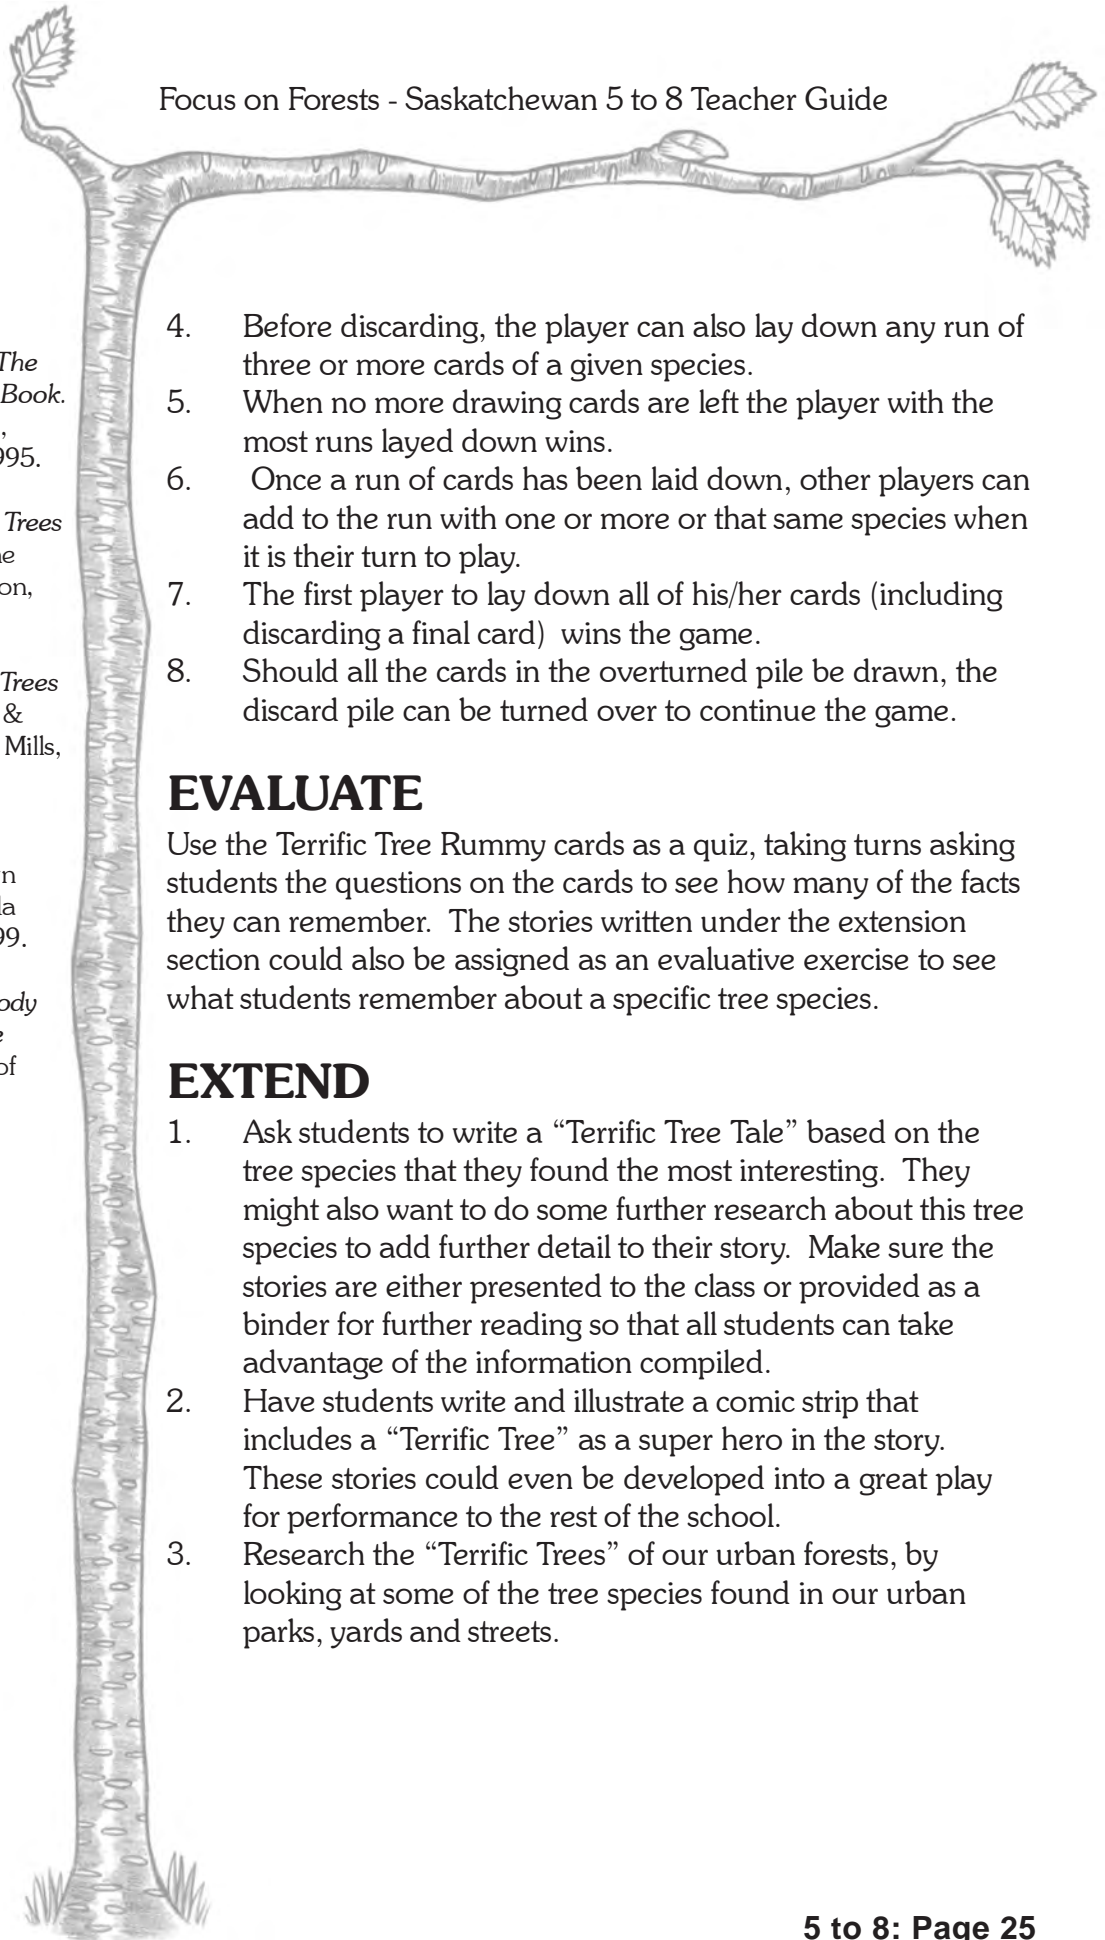 Focus on Forests - Saskatchewan 5 to 8 Teacher Guide
The
Book.
,
995.
Trees
on,
Trees
&
Mills,
99.
of
4. Before discarding, the player can also lay down any run of
three or more cards of a given species.
5. When no more drawing cards are left the player with the
most runs layed down wins.
6. Once a run of cards has been laid down, other players can
add to the run with one or more or that same species when
it is their turn to play.
7. The first player to lay down all of his/her cards (including
discarding a final card) wins the game.
8. Should all the cards in the overturned pile be drawn, the
discard pile can be turned over to continue the game.
EVALUATE
Use the Terrific Tree Rummy cards as a quiz, taking turns asking
students the questions on the cards to see how many of the facts
they can remember. The stories written under the extension
section could also be assigned as an evaluative exercise to see
what students remember about a specific tree species.
EXTEND
1. Ask students to write a “Terrific Tree Tale” based on the
tree species that they found the most interesting. They
might also want to do some further research about this tree
species to add further detail to their story. Make sure the
stories are either presented to the class or provided as a
binder for further reading so that all students can take
advantage of the information compiled.
2. Have students write and illustrate a comic strip that
includes a “Terrific Tree” as a super hero in the story.
These stories could even be developed into a great play
for performance to the rest of the school.
3. Research the “Terrific Trees” of our urban forests, by
looking at some of the tree species found in our urban
parks, yards and streets.
5 to 8: Page 25